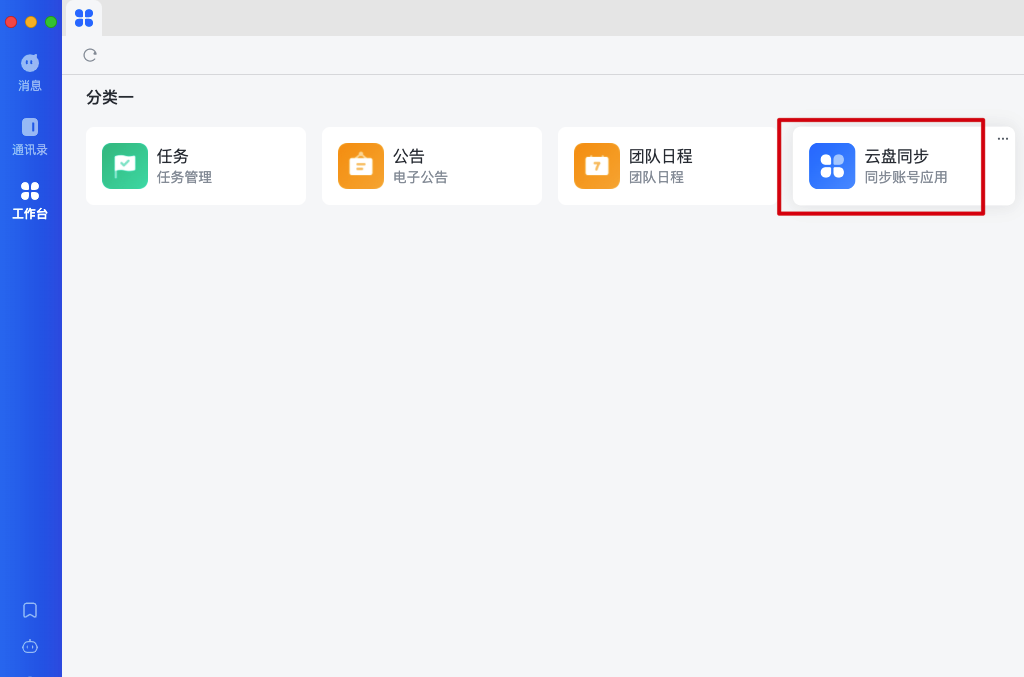 消息
通讯录
工作台
分类一
任务
任务管理
公告
电子公告
7
团队日程
团队日程
云盘同步
同步账号应用